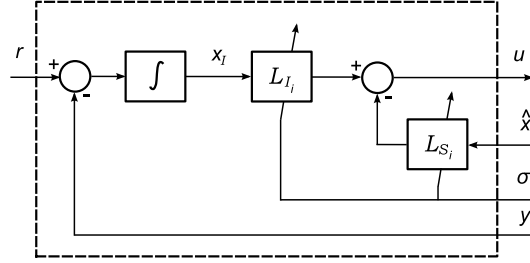 r
+
-
∫
x_I
L_{I_i}
+
-
u
L_{S_i}
x̂
σ
y